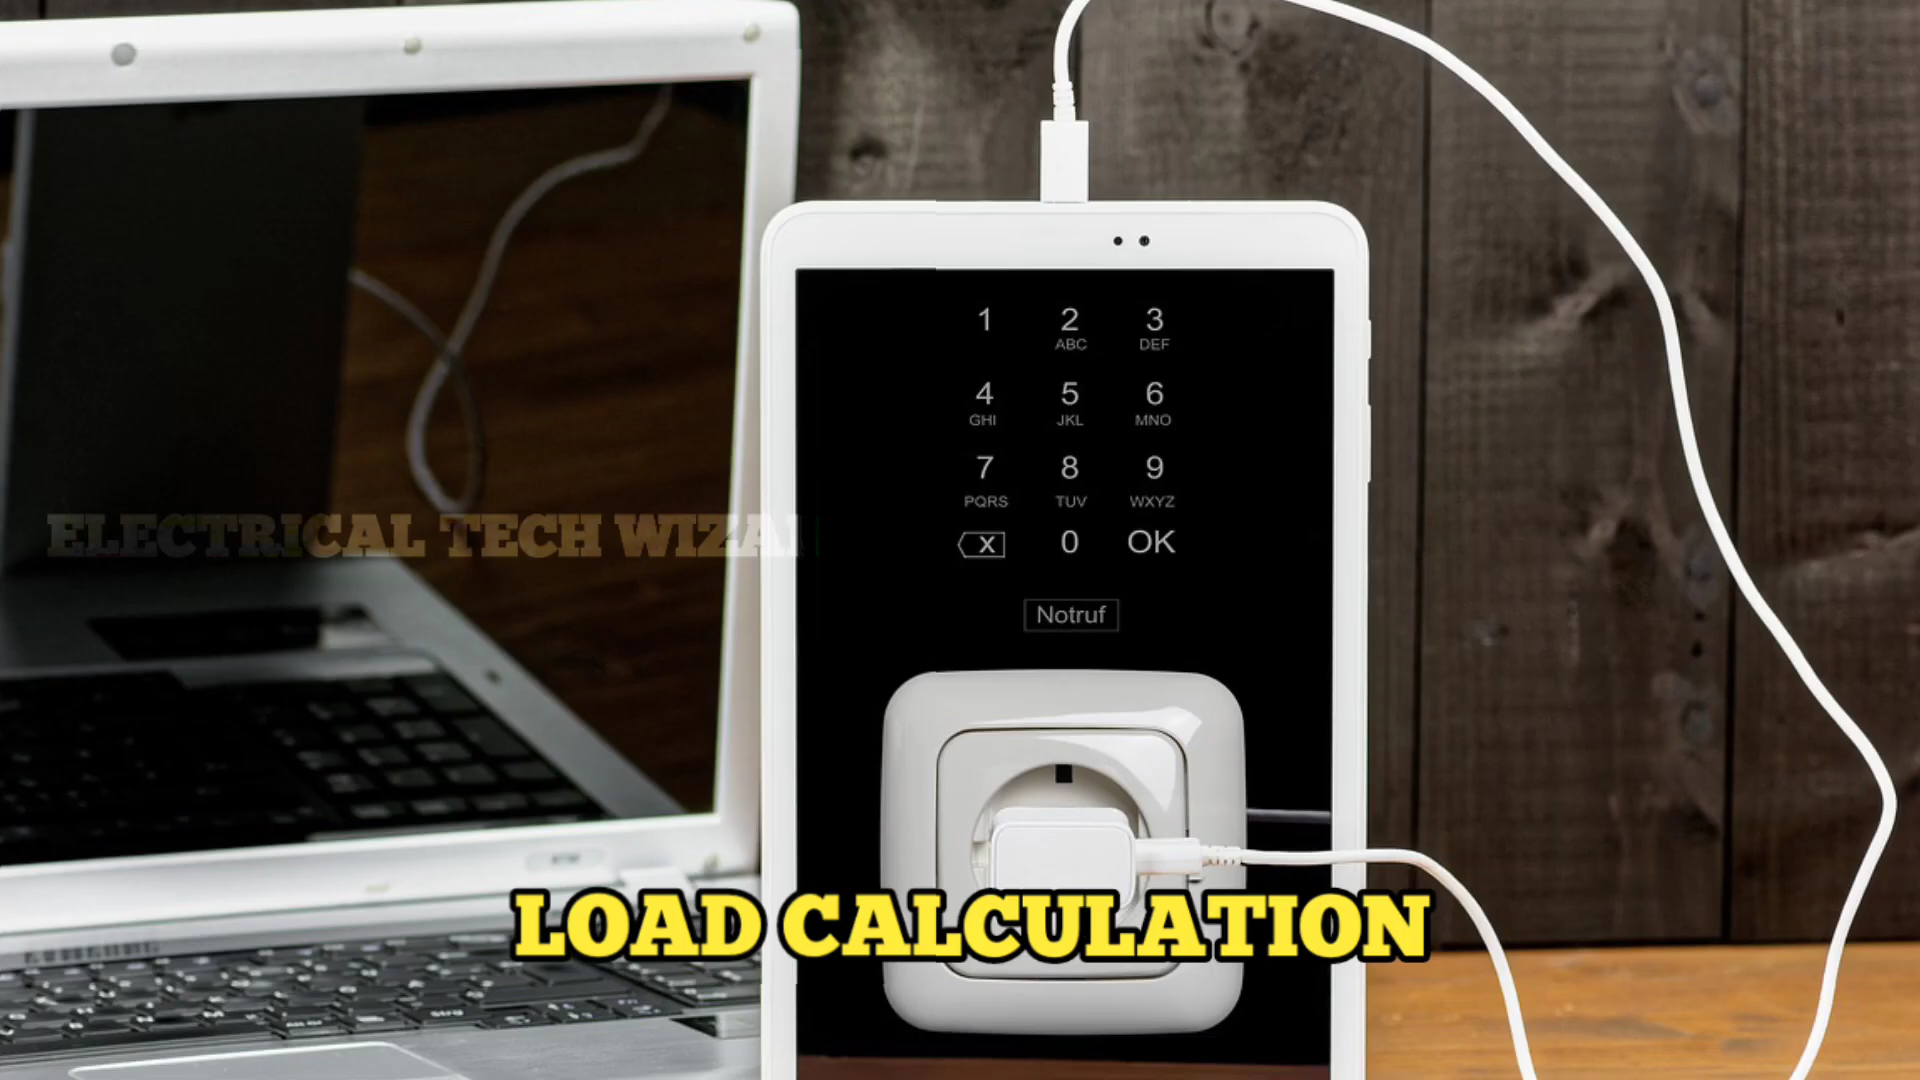 1 2 3
ABC DEF
4 5 6
GHI JKL MNO
7 8 9
PQRS TUV WXYZ
X 0 OK
ELECTRICAL TECH
Notruf
LOAD CALCULATION